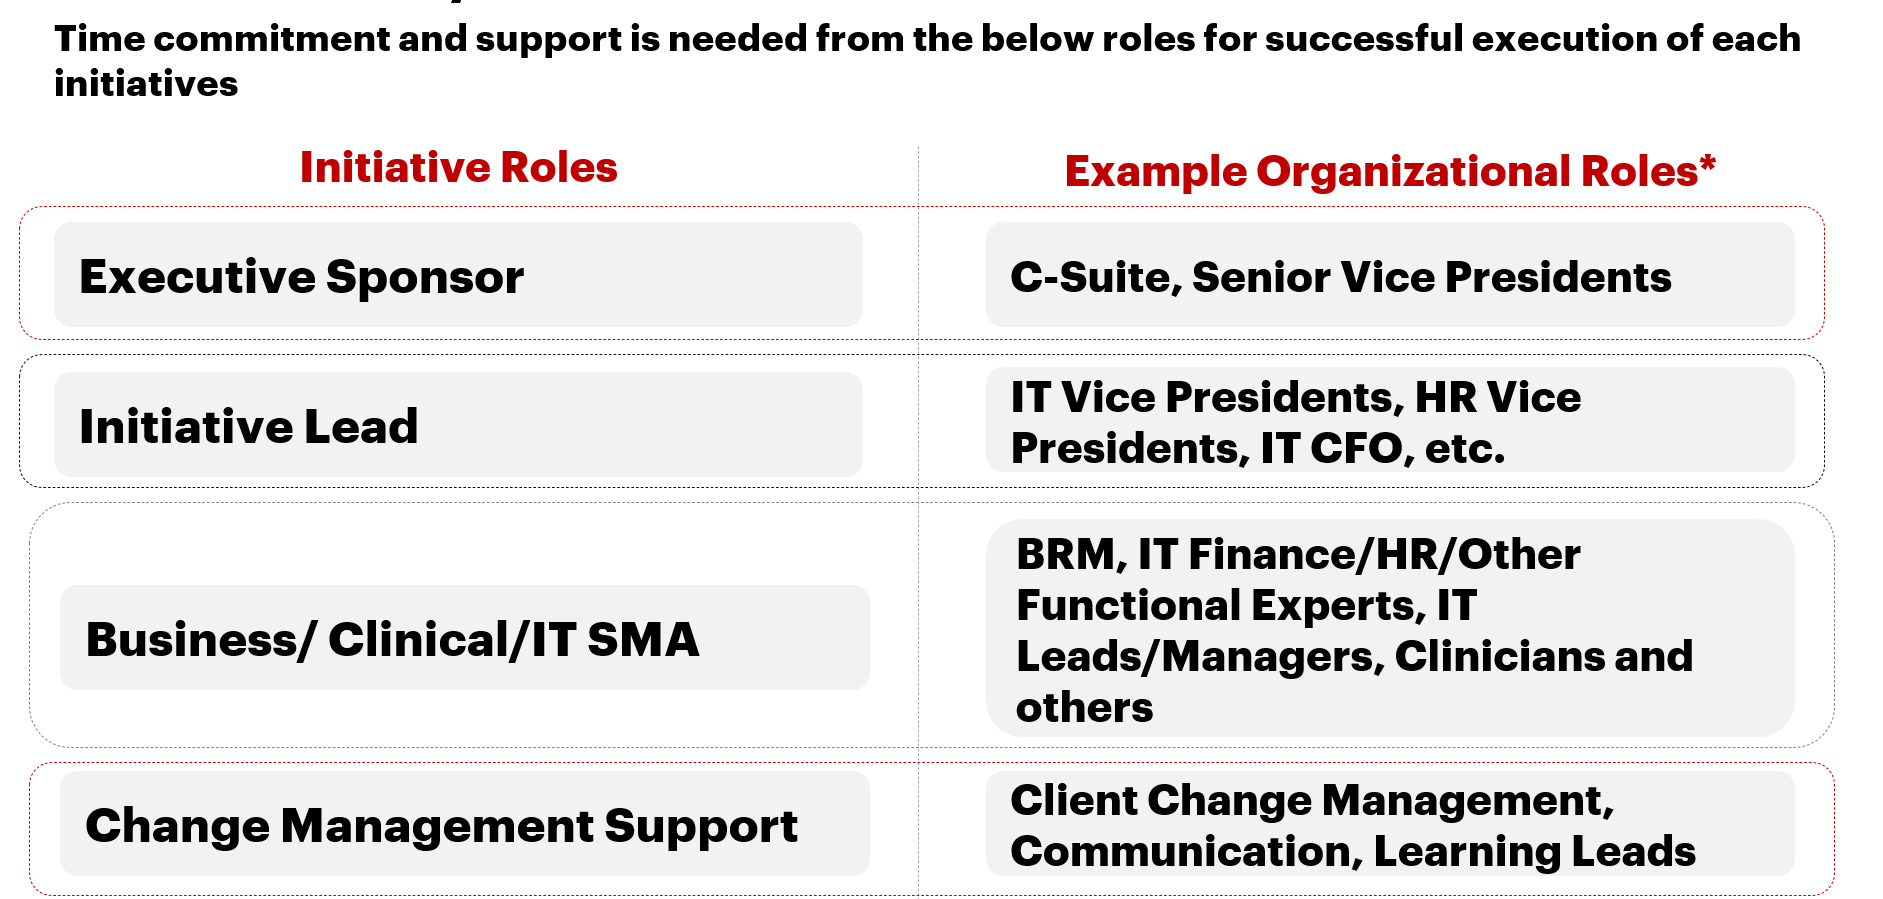 Time commitment and support is needed from the below roles for successful execution of each
initiatives
Initiative Roles
Example Organizational Roles*
Executive Sponsor
C-Suite, Senior Vice Presidents
Initiative Lead
IT Vice Presidents, HR Vice
Presidents, IT CFO, etc.
Business/ Clinical/IT SMA
BRM, IT Finance/HR/Other
Functional Experts, IT
Leads/Managers, Clinicians and
others
Change Management Support
Client Change Management,
Communication, Learning Leads